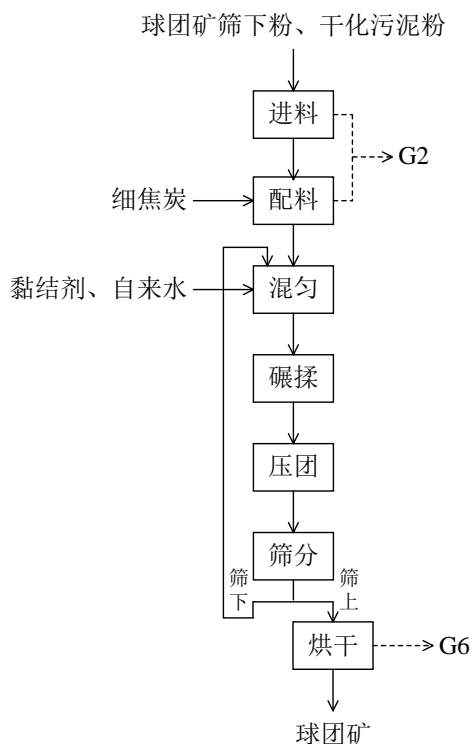 球团矿筛下粉、干化污泥粉
进料
G2
细焦炭
配料
黏结剂、自来水
混匀
碾揉
压团
筛分
筛下
筛上
烘干
G6
球团矿